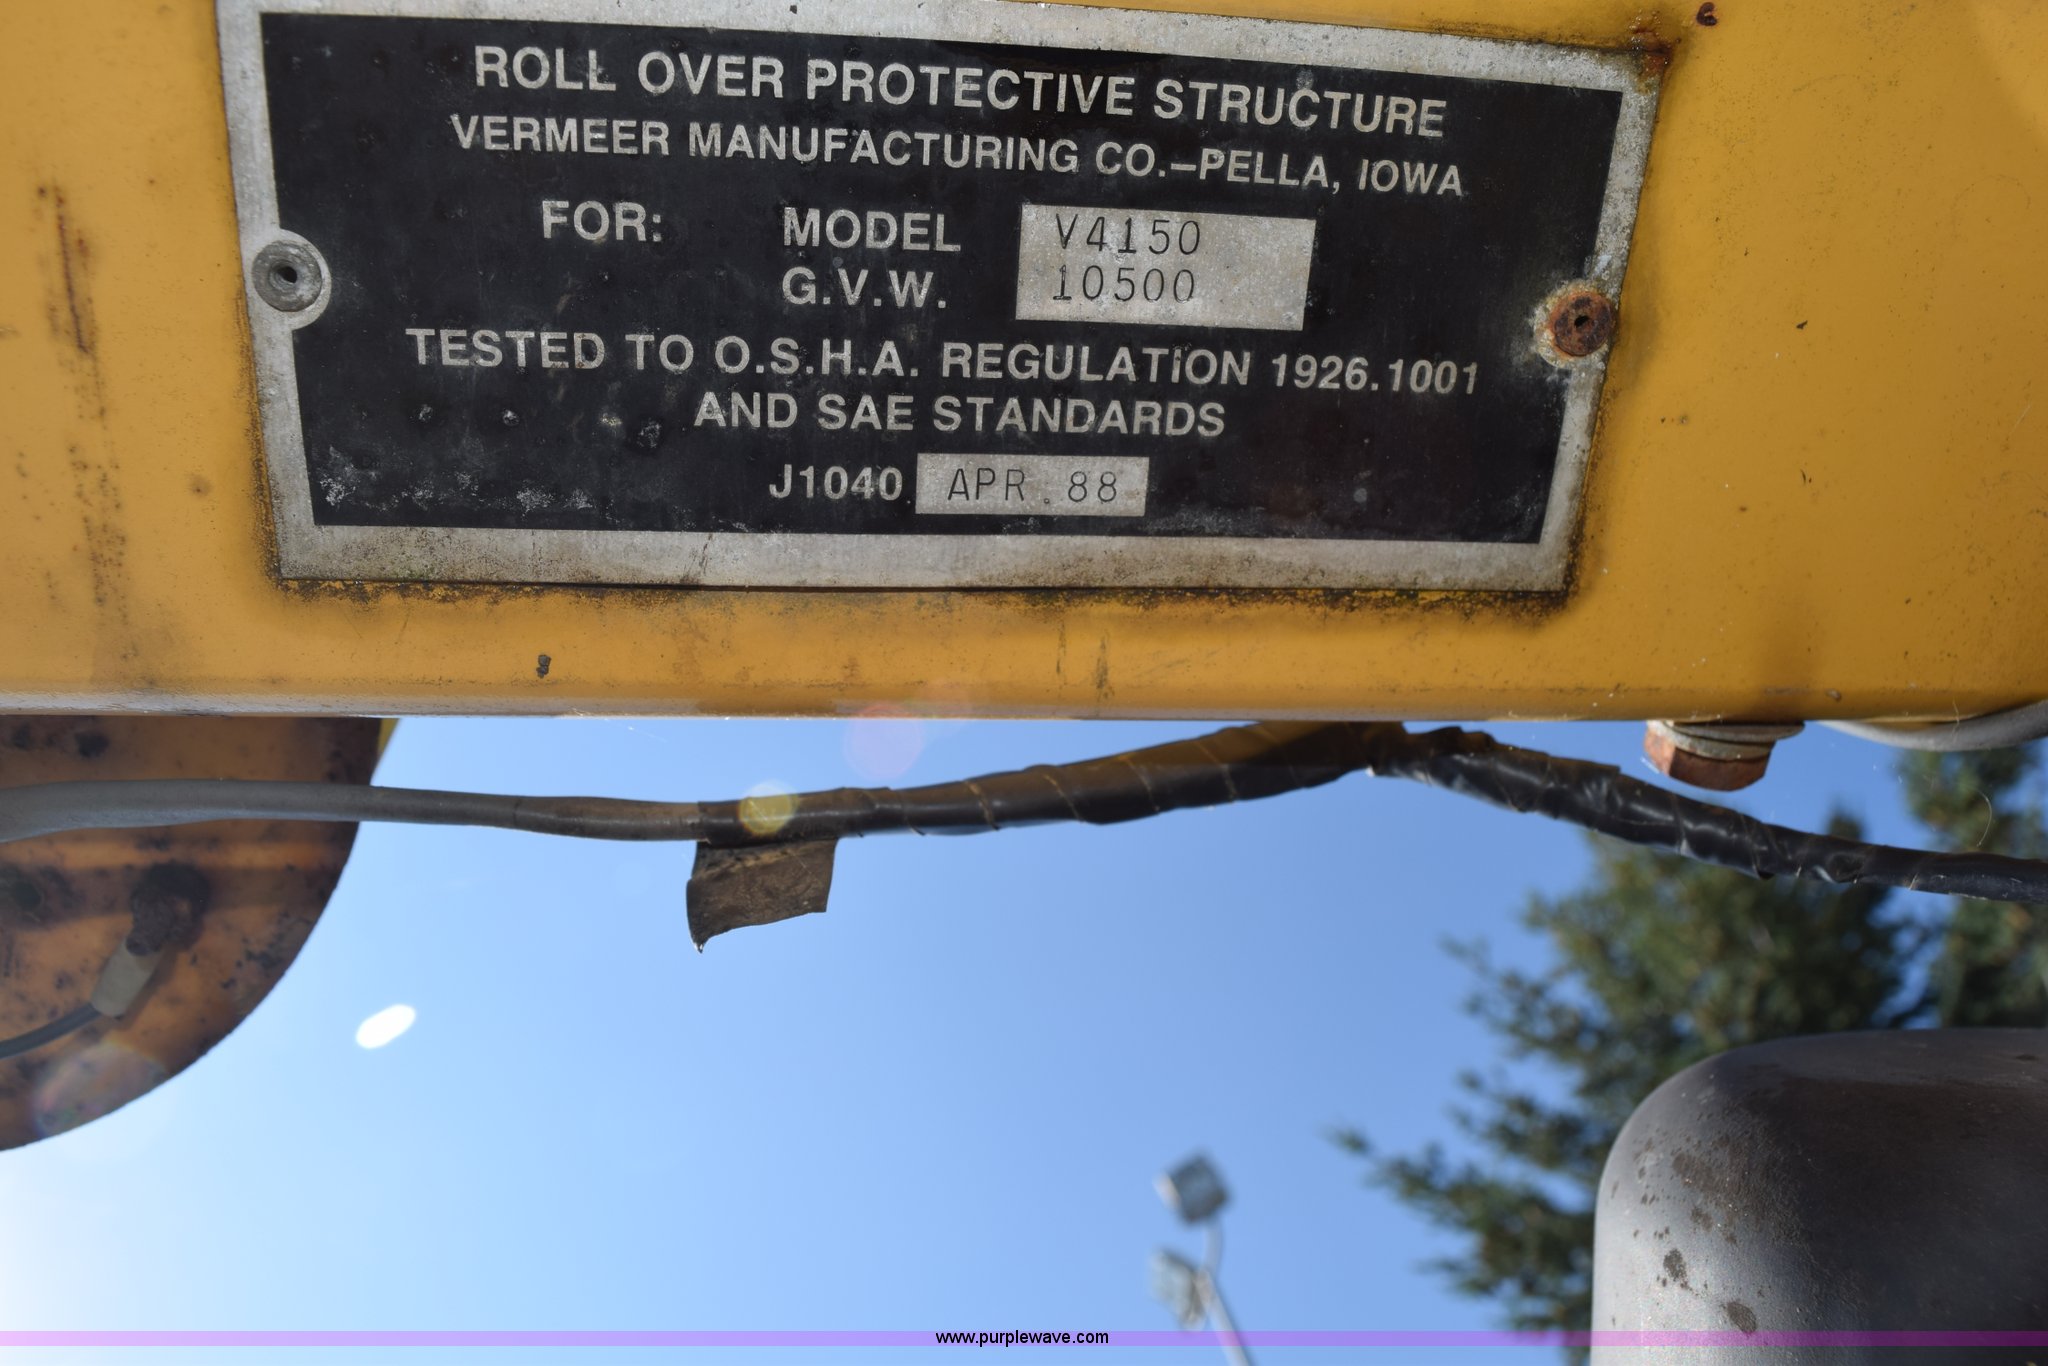 ROLL OVER PROTECTIVE STRUCTURE
VERMEER MANUFACTURING CO.–PELLA, IOWA
FOR: MODEL V4150
G.V.W. 10500
TESTED TO O.S.H.A. REGULATION 1926.1001
AND SAE STANDARDS
J1040 APR.88
www.purplewave.com